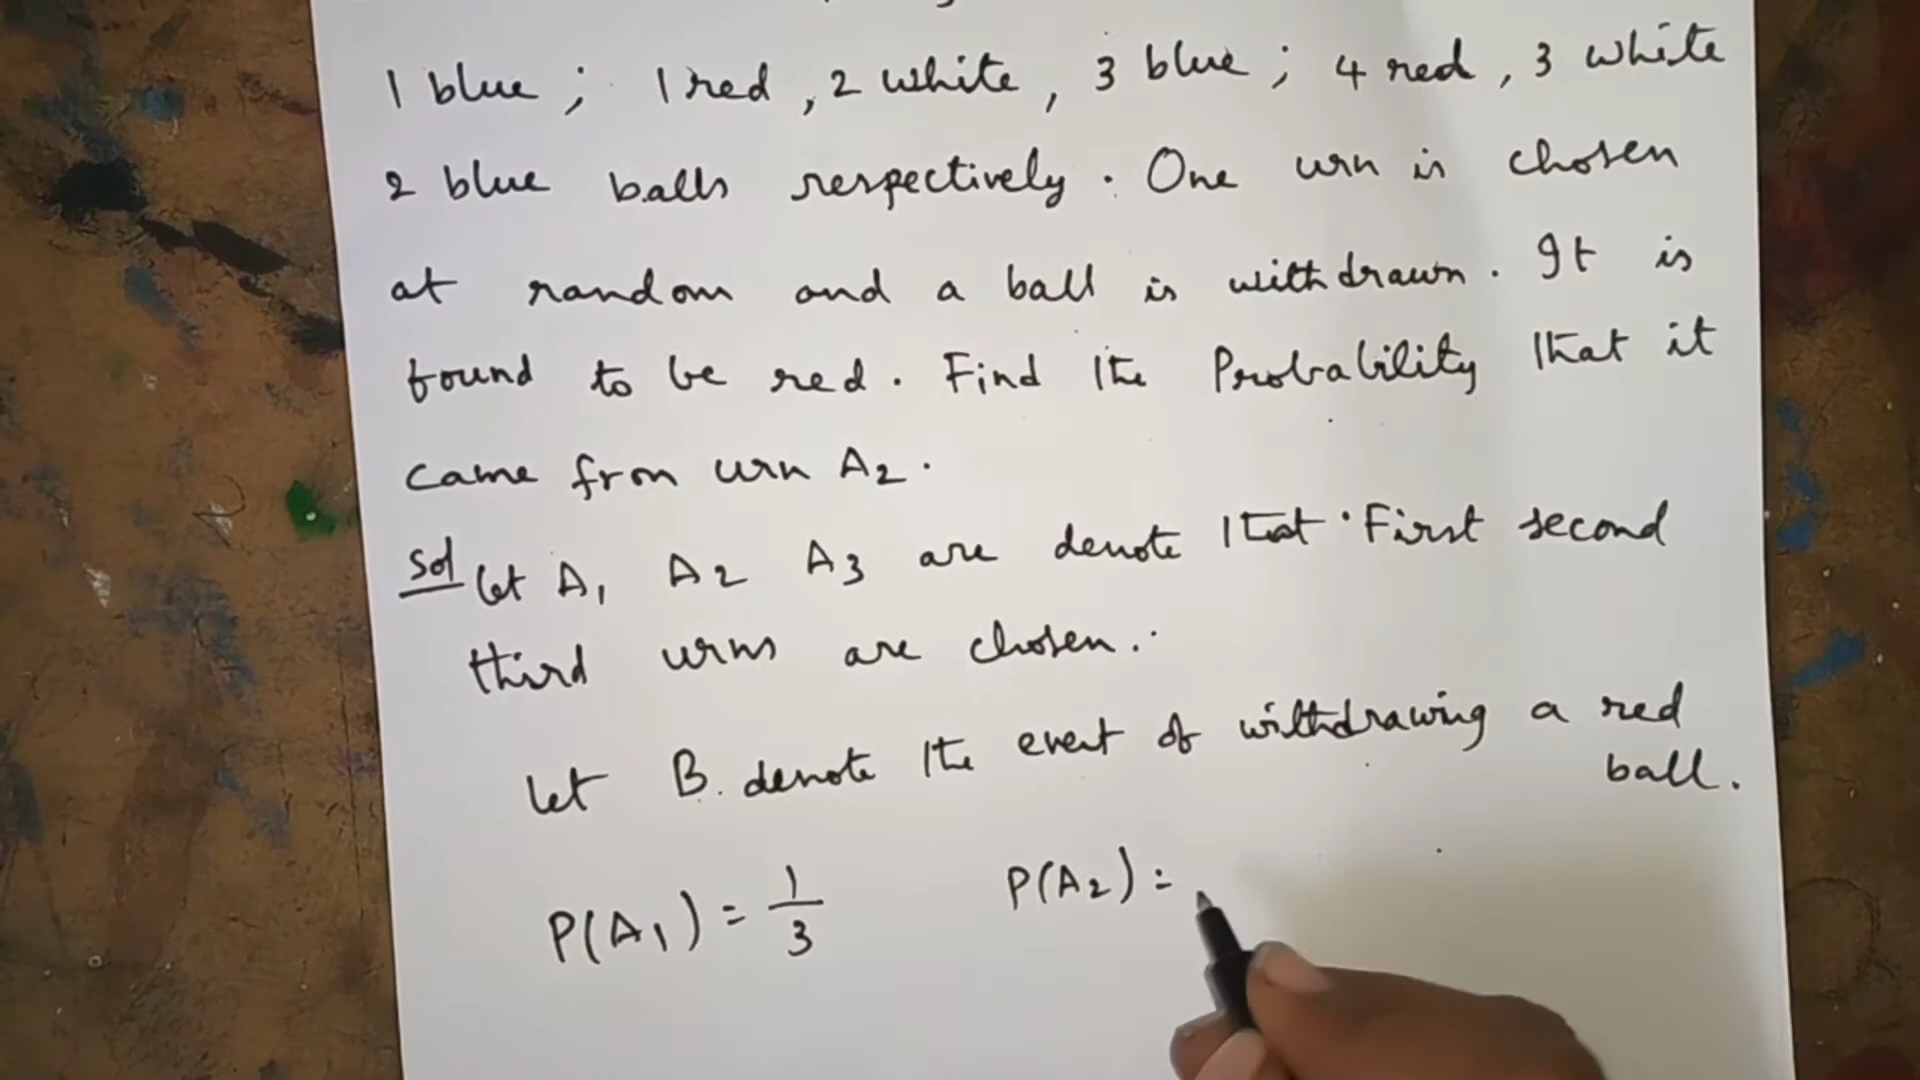 1 blue ; 1 red , 2 white , 3 blue ; 4 red , 3 white
2 blue balls respectively . One urn is chosen
at random and a ball is withdrawn . It is
found to be red . Find the Probability that it
came from urn A2 .
Sol Let A1 A2 A3 are denote that First second
third urns are chosen .
Let B. denote the event of withdrawing a red
ball .
P(A1) = 1/3 P(A2) =